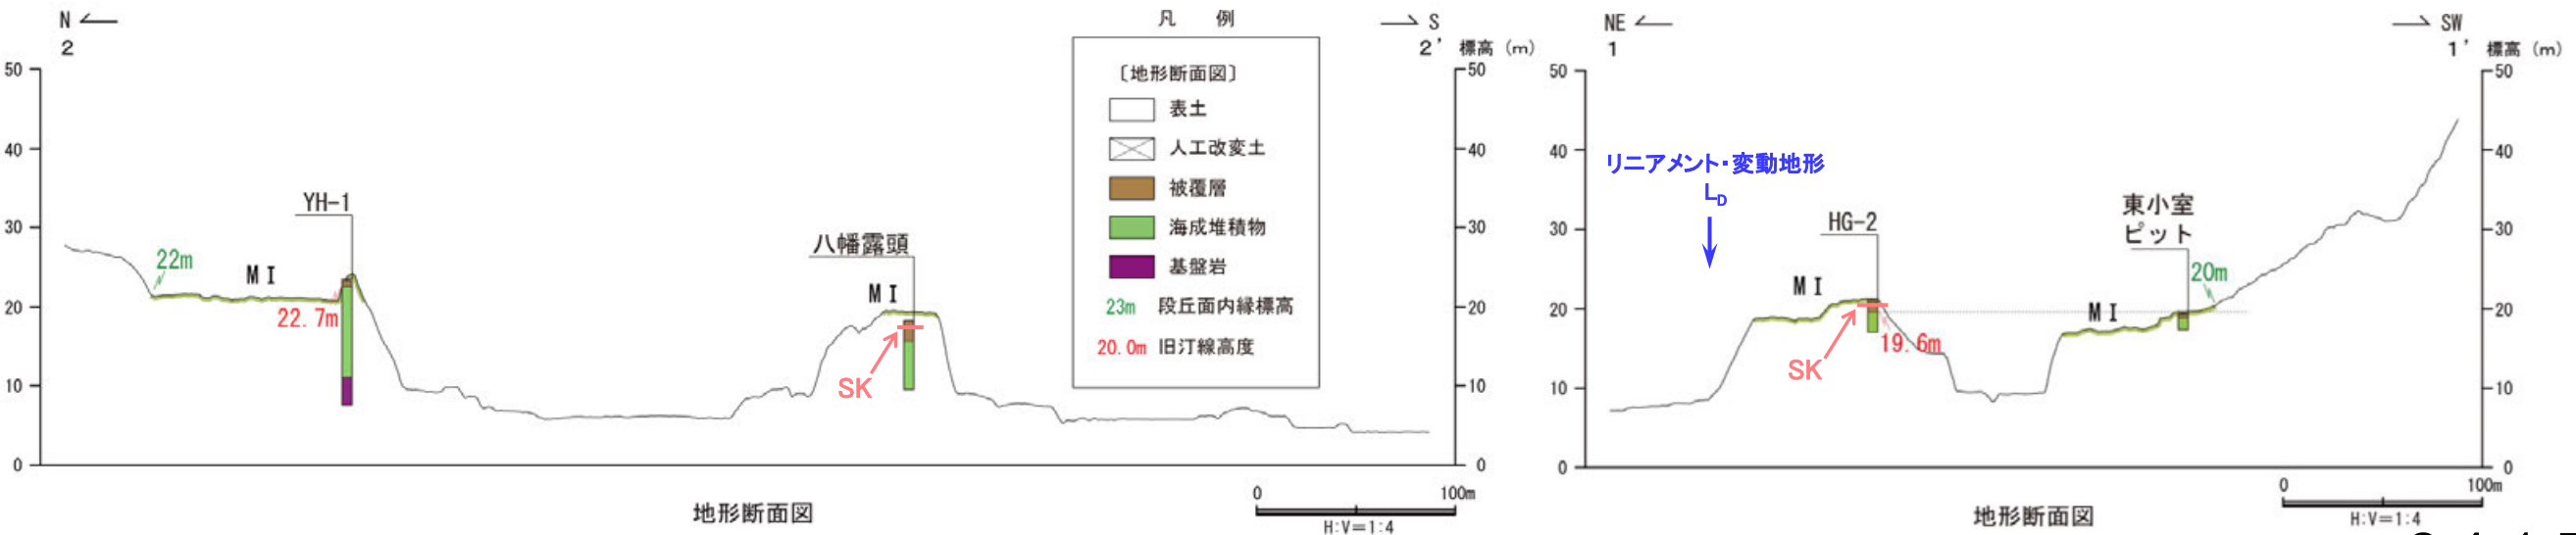 N
2
S
2'
標高 (m)
50
40
30
20
10
0
50
40
30
20
10
0
YH-1
22m
MⅠ
22.7m
八幡露頭
MⅠ
SK
凡 例
〔地形断面図〕
表土
人工改変土
被覆層
海成堆積物
基盤岩
23m 段丘面内縁標高
20.0m 旧汀線高度
地形断面図
0 100m
H:V=1:4
NE
1
SW
1'
標高 (m)
50
40
30
20
10
0
50
40
30
20
10
0
リニアメント・変動地形
LD
HG-2
MⅠ
SK
19.6m
東小室
ピット
20m
MⅠ
地形断面図
0 100m
H:V=1:4